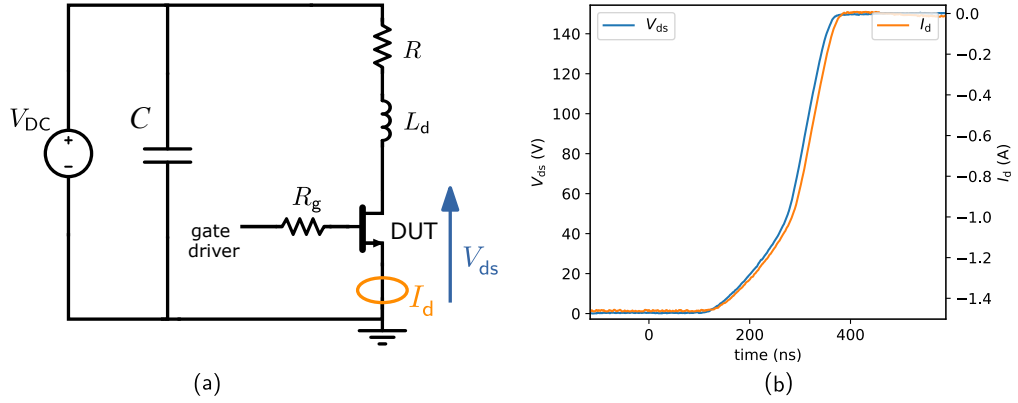 V_DC
+
−
C
R
L_d
R_g
gate
driver
DUT
V_ds
I_d
(a)
V_ds
I_d
140
120
100
80
60
40
20
0
V_ds (V)
0.0
−0.2
−0.4
−0.6
−0.8
−1.0
−1.2
−1.4
I_d (A)
0
200
400
time (ns)
(b)